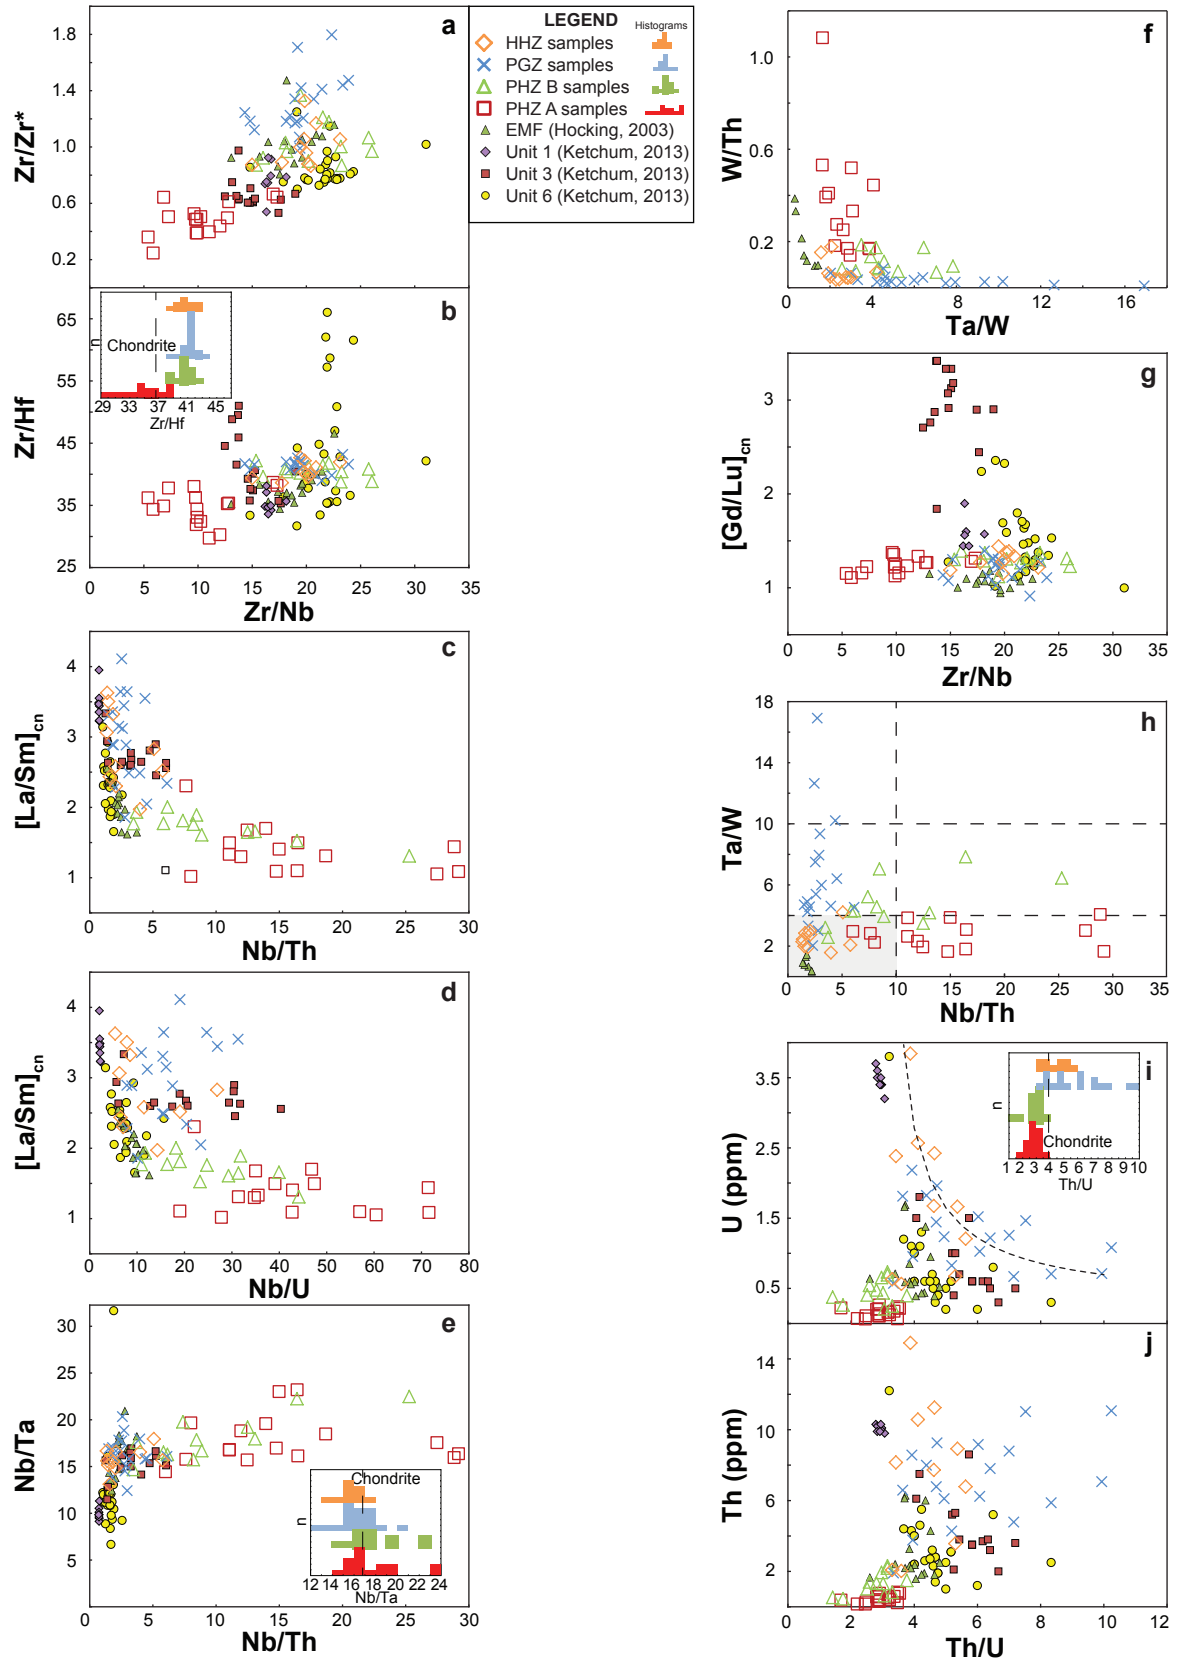 LEGEND Histograms
HHZ samples
PGZ samples
PHZ B samples
PHZ A samples
EMF (Hocking, 2003)
Unit 1 (Ketchum, 2013)
Unit 3 (Ketchum, 2013)
Unit 6 (Ketchum, 2013)
a
Zr/Zr*
1.8
1.4
1.0
0.6
0.2
b
Zr/Hf
65
55
45
35
25
0 5 10 15 20 25 30 35
Zr/Nb
n
Chondrite
29 33 37 41 45
Zr/Hf
c
[La/Sm]cn
4
3
2
1
0 5 10 15 20 25 30
Nb/Th
d
[La/Sm]cn
4
3
2
1
0 10 20 30 40 50 60 70 80
Nb/U
e
Nb/Ta
30
25
20
15
10
5
0 5 10 15 20 25 30
Nb/Th
Chondrite
n
12 14 16 18 20 22 24
Nb/Ta
f
W/Th
1.0
0.6
0.2
0 4 8 12 16
Ta/W
g
[Gd/Lu]cn
3
2
1
0 5 10 15 20 25 30 35
Zr/Nb
h
Ta/W
18
14
10
6
2
0 5 10 15 20 25 30 35
Nb/Th
i
U (ppm)
3.5
2.5
1.5
0.5
n
Chondrite
1 2 3 4 5 6 7 8 9 10
Th/U
j
Th (ppm)
14
10
6
2
0 2 4 6 8 10 12
Th/U